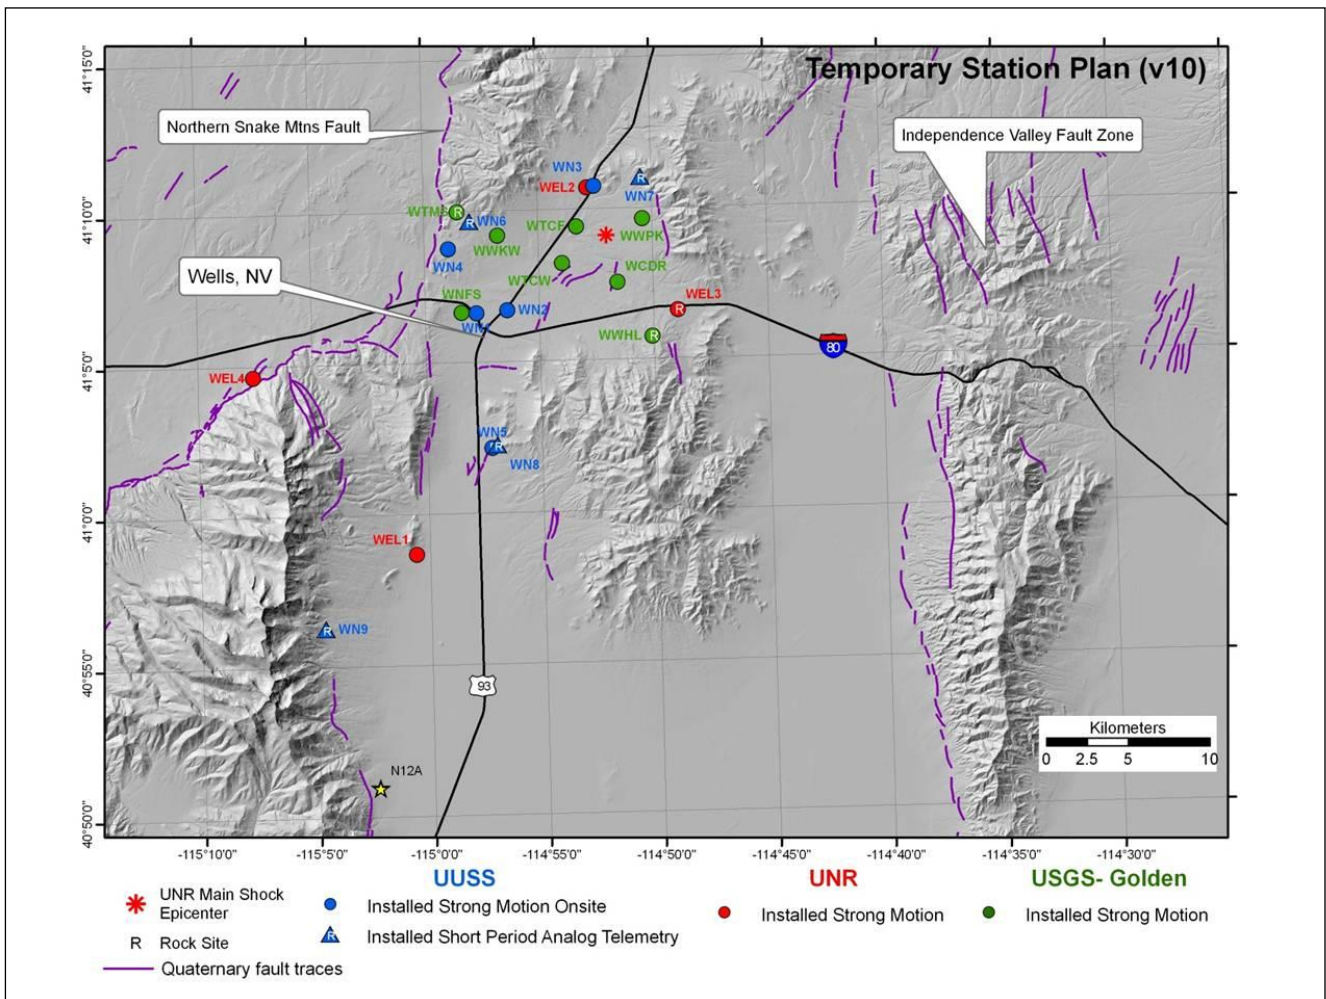 Temporary Station Plan (v10)
Northern Snake Mtns Fault
Independence Valley Fault Zone
Wells, NV
41°15'0"
41°10'0"
41°5'0"
41°0'0"
40°55'0"
40°50'0"
WN3
WEL2
R
WN7
WTMS
R
R
WN6
WTCF
WWPK
WWKW
WN4
WTCW
WCDR
WNFS
WN2
WEL3
R
WWHL
R
80
WEL4
WN5
R
WN8
WEL1
R
WN9
93
N12A
Kilometers
0 2.5 5 10
-115°10'0"
-115°5'0"
-115°0'0"
-114°55'0"
-114°50'0"
-114°45'0"
-114°40'0"
-114°35'0"
-114°30'0"
UUSS
UNR
USGS- Golden
UNR Main Shock
Epicenter
R Rock Site
Quaternary fault traces
Installed Strong Motion Onsite
R Installed Short Period Analog Telemetry
Installed Strong Motion
Installed Strong Motion